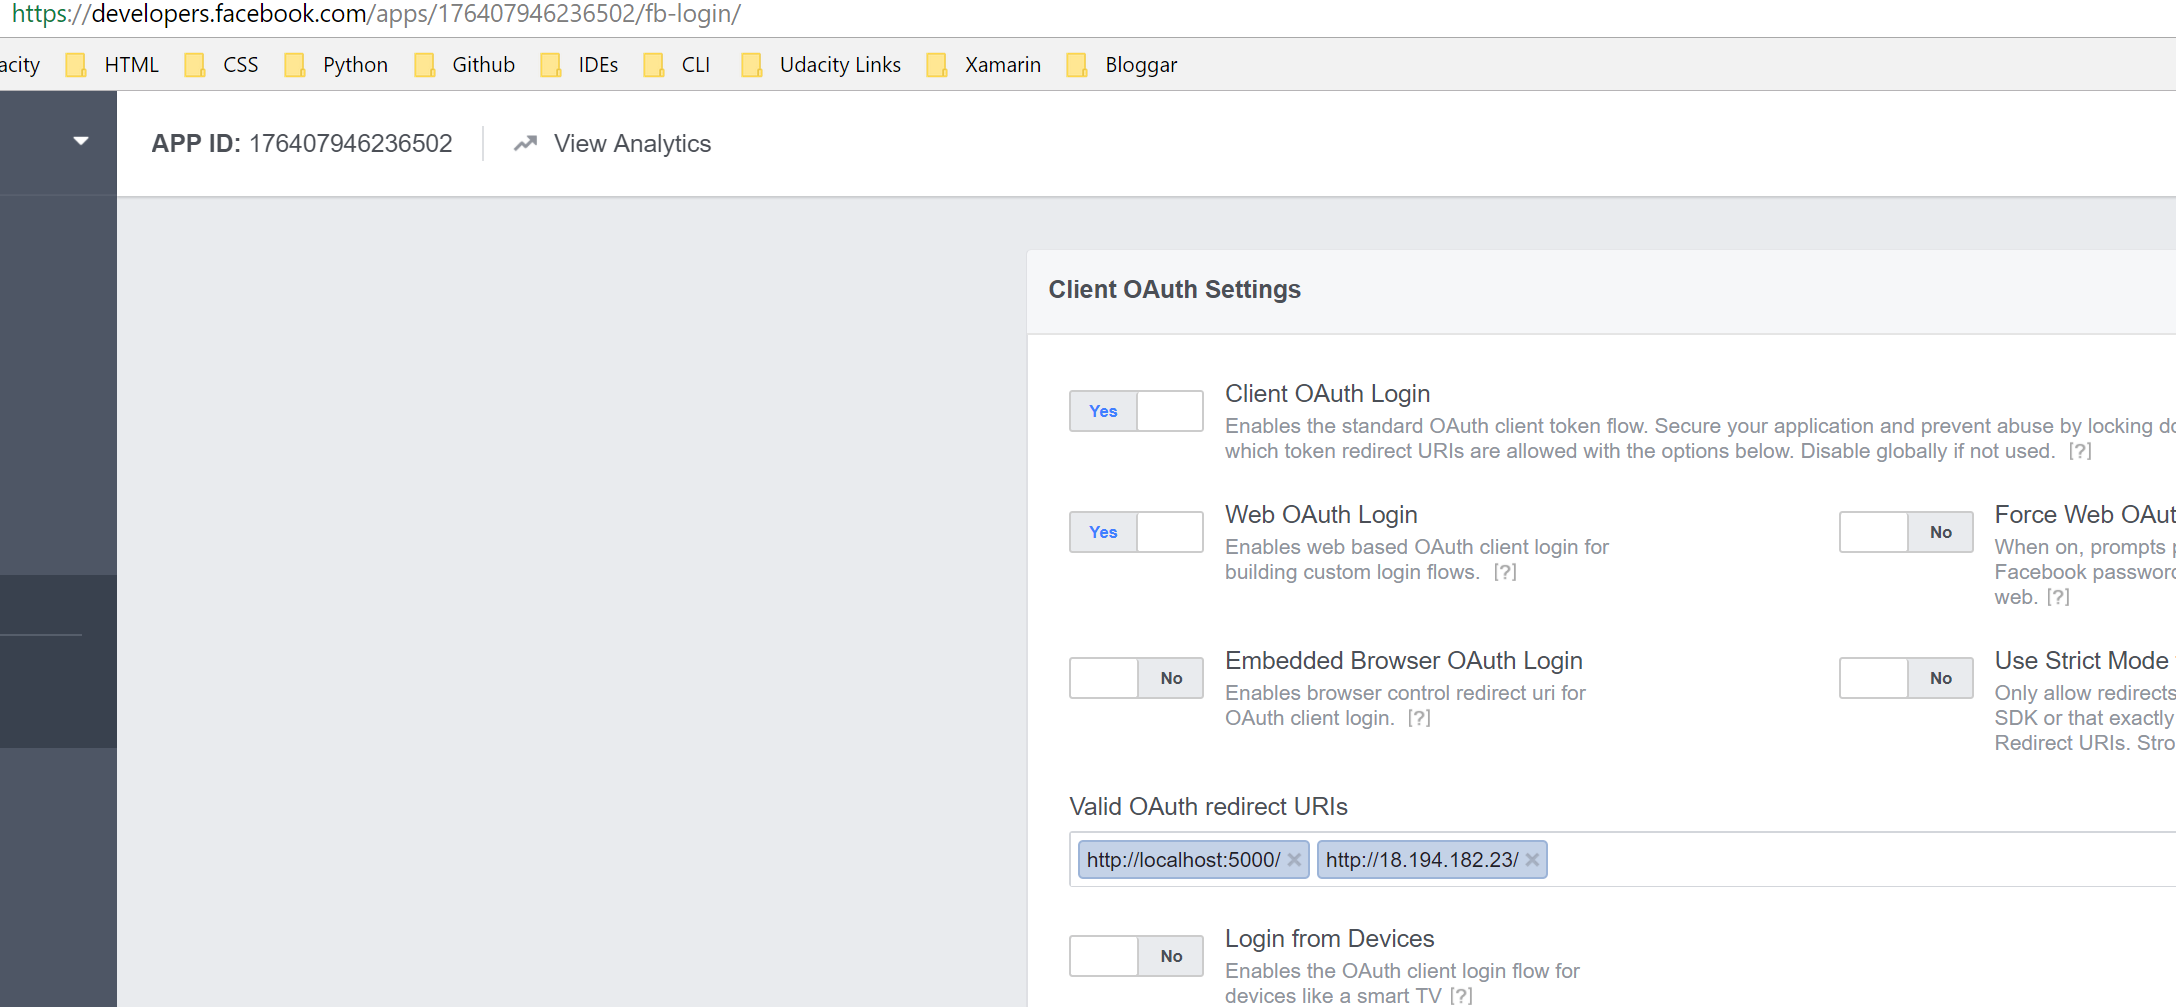 https://developers.facebook.com/apps/176407946236502/fb-login/
acity HTML CSS Python Github IDEs CLI Udacity Links Xamarin Bloggar
APP ID: 176407946236502 View Analytics
Client OAuth Settings
Yes Client OAuth Login
Enables the standard OAuth client token flow. Secure your application and prevent abuse by locking do
which token redirect URIs are allowed with the options below. Disable globally if not used. [?]
Yes Web OAuth Login
Enables web based OAuth client login for
building custom login flows. [?]
No Force Web OAut
When on, prompts p
Facebook password
web. [?]
No Embedded Browser OAuth Login
Enables browser control redirect uri for
OAuth client login. [?]
No Use Strict Mode
Only allow redirects
SDK or that exactly
Redirect URIs. Stro
Valid OAuth redirect URIs
http://localhost:5000/ × http://18.194.182.23/ ×
No Login from Devices
Enables the OAuth client login flow for
devices like a smart TV [?]